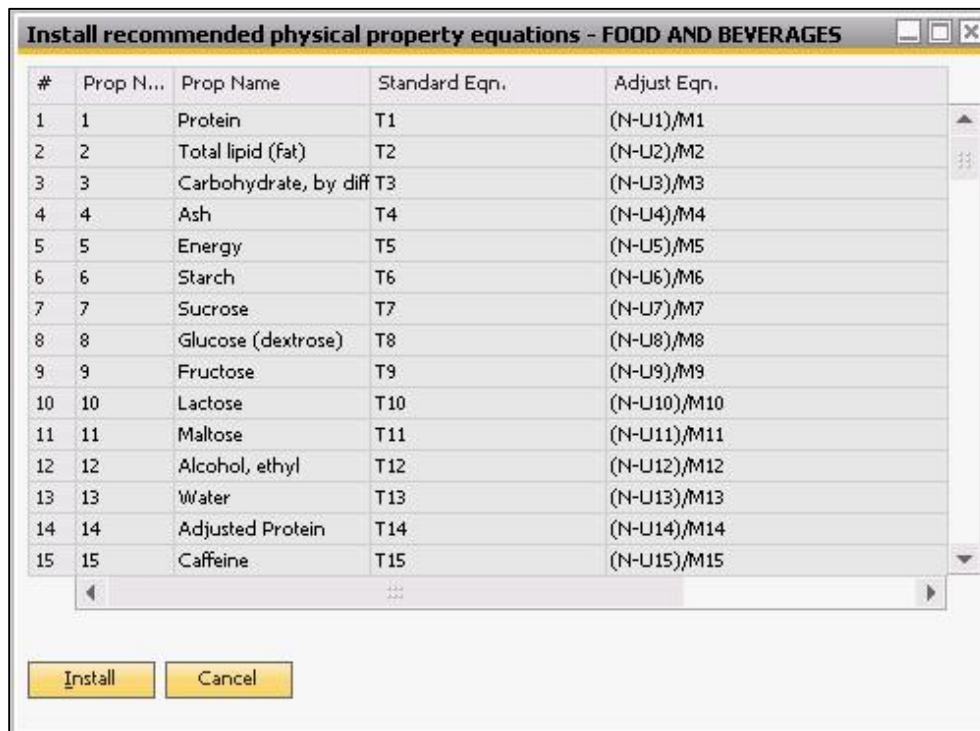 Install recommended physical property equations - FOOD AND BEVERAGES
# Prop N... Prop Name Standard Eqn. Adjust Eqn.
1 1 Protein T1 (N-U1)/M1
2 2 Total lipid (fat) T2 (N-U2)/M2
3 3 Carbohydrate, by diff T3 (N-U3)/M3
4 4 Ash T4 (N-U4)/M4
5 5 Energy T5 (N-U5)/M5
6 6 Starch T6 (N-U6)/M6
7 7 Sucrose T7 (N-U7)/M7
8 8 Glucose (dextrose) T8 (N-U8)/M8
9 9 Fructose T9 (N-U9)/M9
10 10 Lactose T10 (N-U10)/M10
11 11 Maltose T11 (N-U11)/M11
12 12 Alcohol, ethyl T12 (N-U12)/M12
13 13 Water T13 (N-U13)/M13
14 14 Adjusted Protein T14 (N-U14)/M14
15 15 Caffeine T15 (N-U15)/M15
Install Cancel